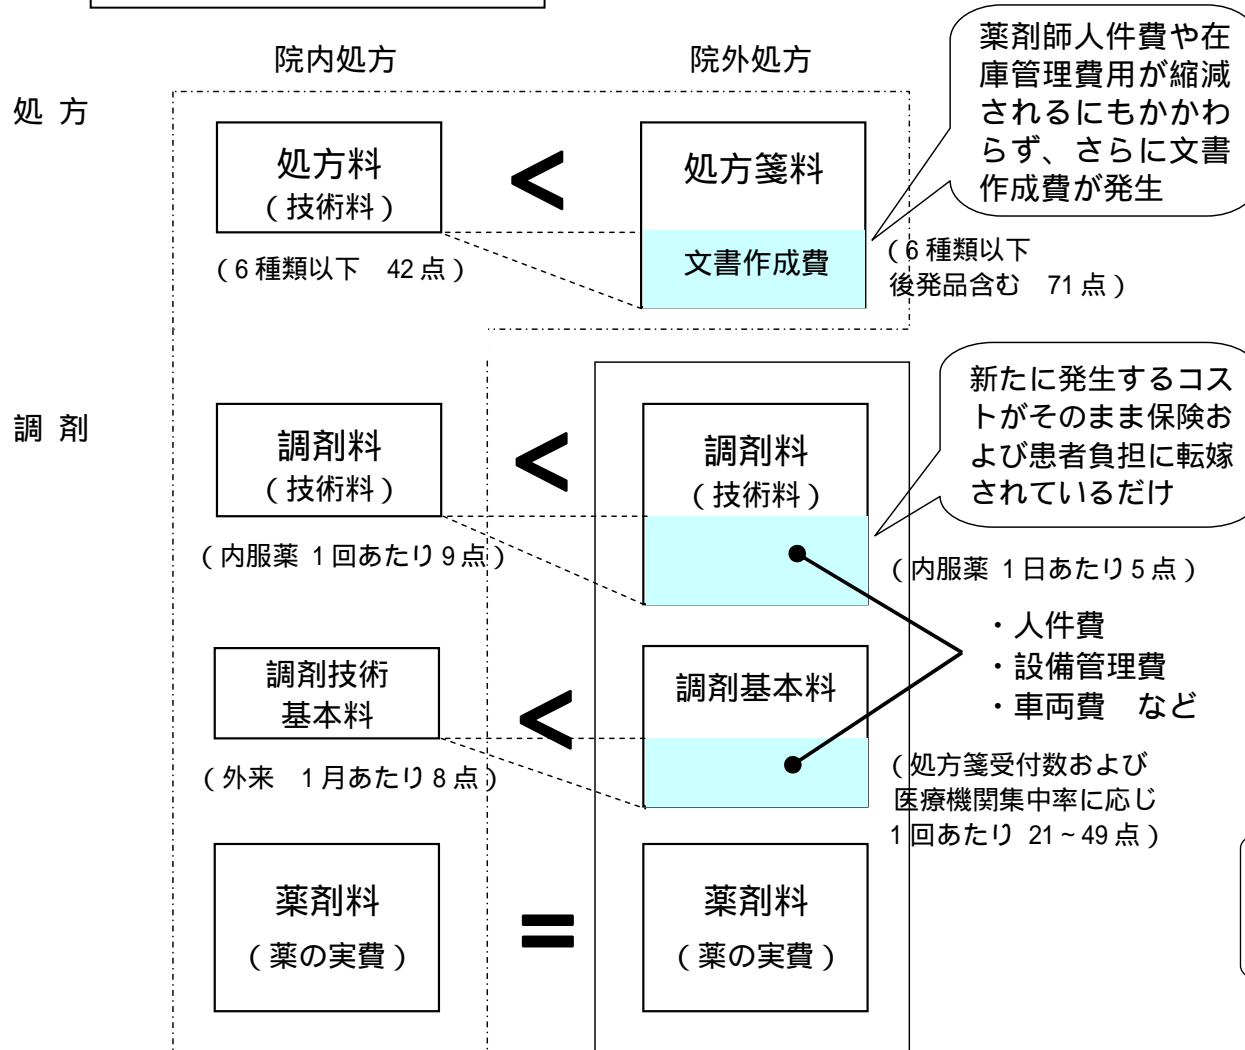 院内処方
院外処方
処 方
処方料
（技術料）
（6 種類以下　42 点）
<
処方箋料
文書作成費
（6 種類以下
後発品含む　71 点）
薬剤師人件費や在
庫管理費用が縮減
されるにもかかわ
らず、さらに文書
作成費が発生
調 剤
調剤料
（技術料）
（内服薬 1 回あたり 9 点）
<
調剤料
（技術料）
（内服薬 1 日あたり 5 点）
新たに発生するコス
トがそのまま保険お
よび患者負担に転嫁
されているだけ
・人件費
・設備管理費
・車両費　など
調剤技術
基本料
（外来　1 月あたり 8 点）
<
調剤基本料
（処方箋受付数および
医療機関集中率に応じ
1 回あたり 21 ~ 49 点）
薬剤料
（薬の実費）
=
薬剤料
（薬の実費）